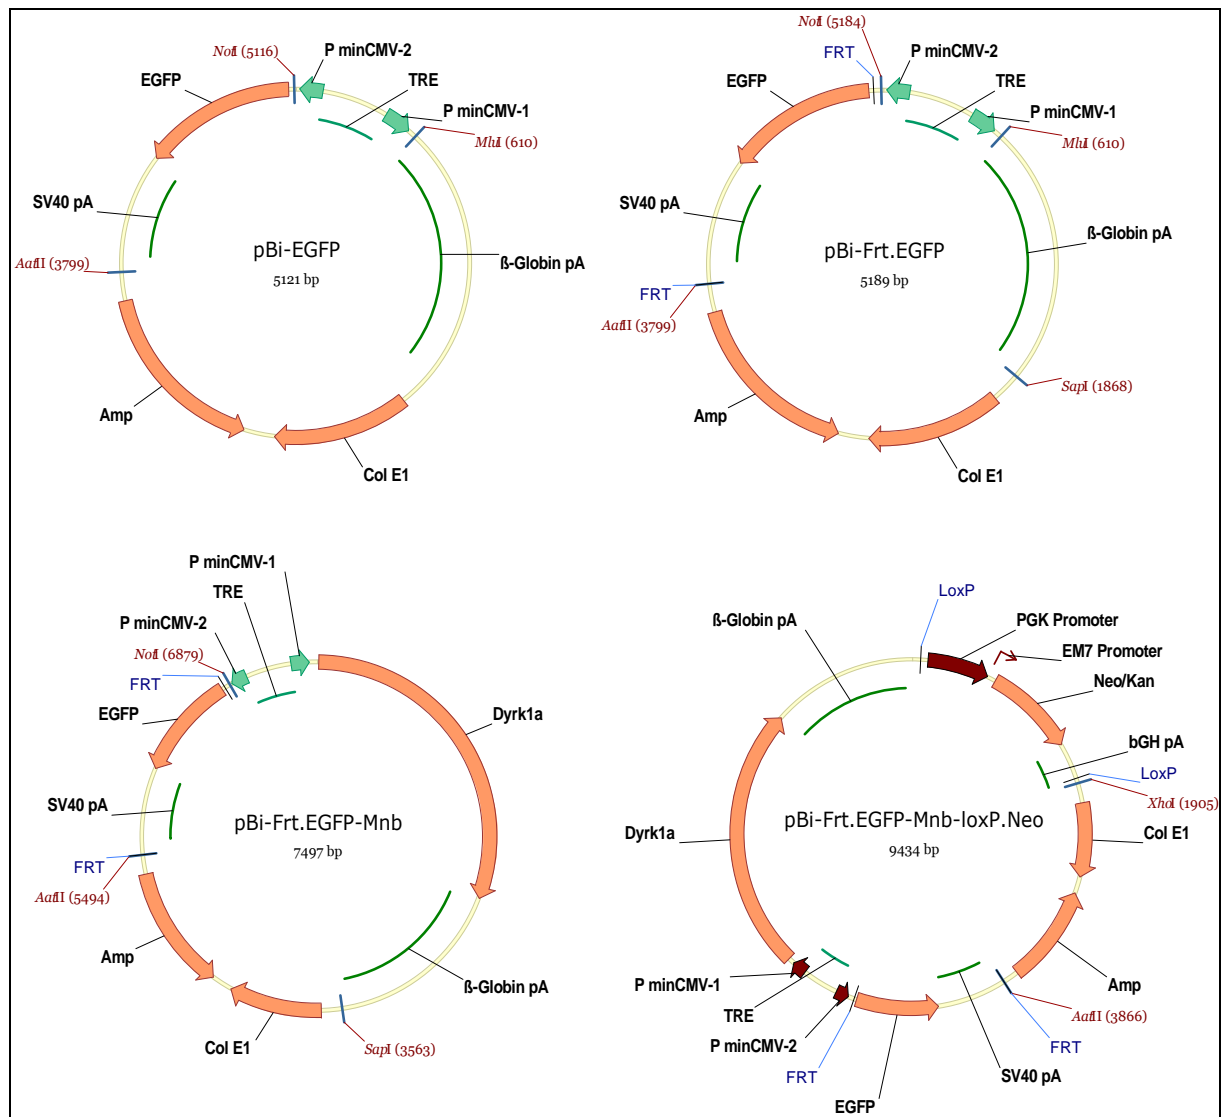 NotI (5116)
P minCMV-2
EGFP
TRE
P minCMV-1
MluI (610)
SV40 pA
pBi-EGFP
5121 bp
ß-Globin pA
AatII (3799)
Amp
Col E1
NotI (5184)
FRT
P minCMV-2
EGFP
TRE
P minCMV-1
MluI (610)
SV40 pA
ß-Globin pA
pBi-Frt.EGFP
5189 bp
FRT
AatII (3799)
SapI (1868)
Amp
Col E1
P minCMV-1
TRE
P minCMV-2
NotI (6879)
FRT
EGFP
Dyrk1a
SV40 pA
pBi-Frt.EGFP-Mnb
7497 bp
FRT
AatII (5494)
Amp
ß-Globin pA
Col E1
SapI (3563)
LoxP
ß-Globin pA
PGK Promoter
EM7 Promoter
Neo/Kan
bGH pA
LoxP
XhoI (1905)
Dyrk1a
pBi-Frt.EGFP-Mnb-loxP.Neo
9434 bp
Col E1
P minCMV-1
Amp
TRE
AatII (3866)
P minCMV-2
FRT
FRT
SV40 pA
EGFP